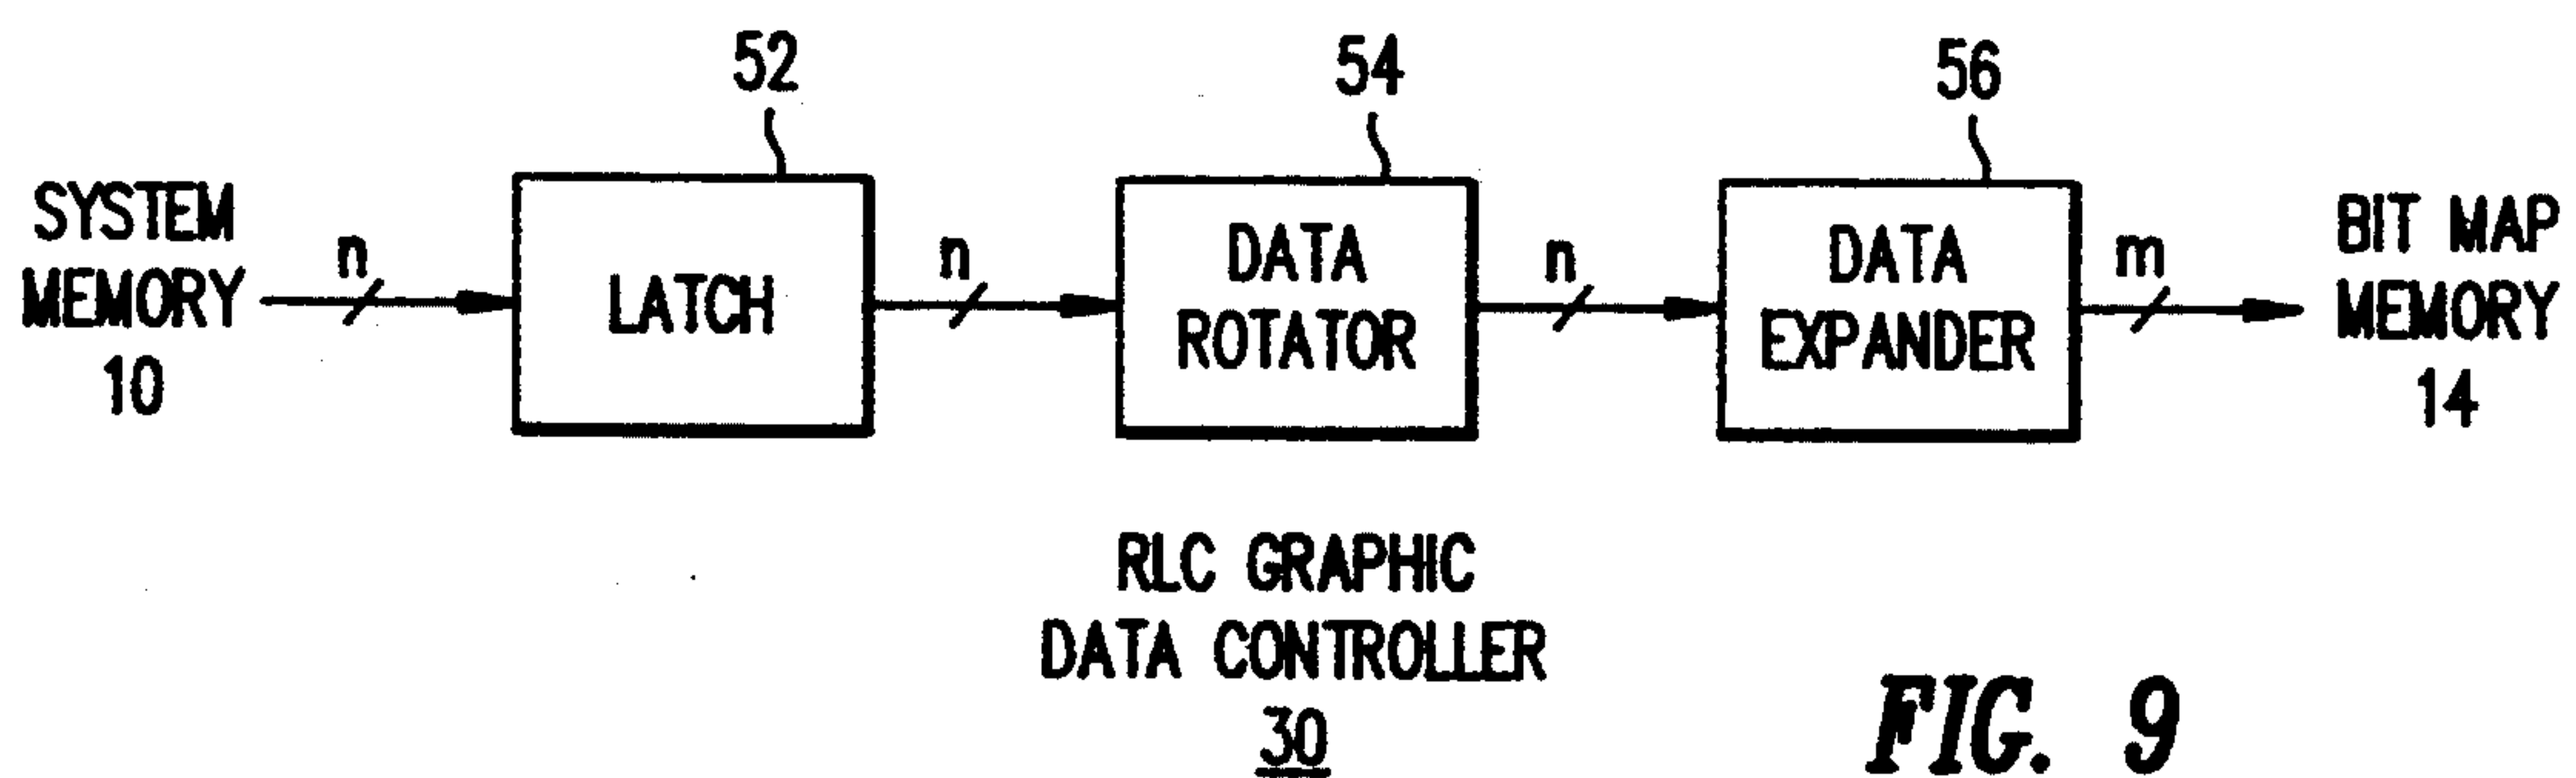 52
54
56
SYSTEM
MEMORY
10
n
LATCH
n
DATA
ROTATOR
n
DATA
EXPANDER
m
BIT MAP
MEMORY
14
RLC GRAPHIC
DATA CONTROLLER
30
FIG. 9